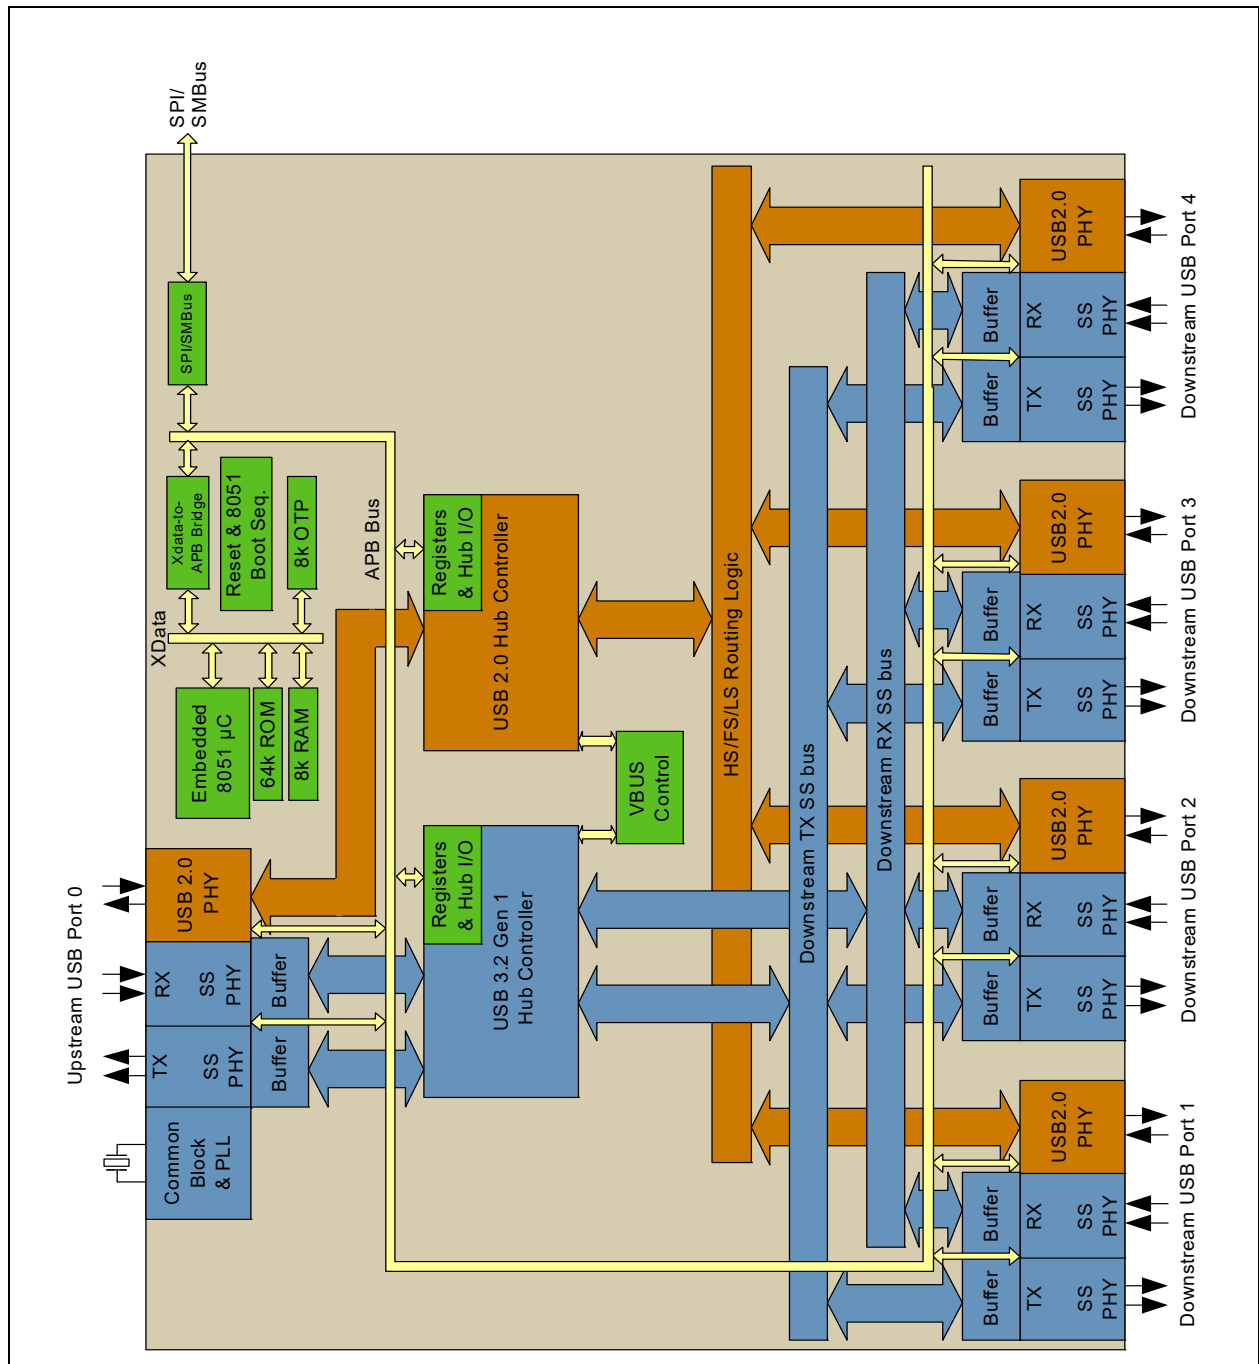 SPI/
SMBus
SPI/SMBus
Xdata-to-
APB Bridge
Reset & 8051
Boot Seq.
8k OTP
XData
APB Bus
Embedded
8051 µC
64k ROM
8k RAM
Registers
& Hub I/O
USB 2.0 Hub Controller
VBUS
Control
Registers
& Hub I/O
USB 3.2 Gen 1
Hub Controller
Upstream USB Port 0
USB 2.0
PHY
RX
SS
PHY
Buffer
TX
SS
PHY
Buffer
Common
Block
& PLL
HS/FS/LS Routing Logic
Downstream TX SS bus
Downstream RX SS bus
USB2.0
PHY
Buffer
RX
SS
PHY
Buffer
TX
SS
PHY
Downstream USB Port 4
USB2.0
PHY
Buffer
RX
SS
PHY
Buffer
TX
SS
PHY
Downstream USB Port 3
USB2.0
PHY
Buffer
RX
SS
PHY
Buffer
TX
SS
PHY
Downstream USB Port 2
USB2.0
PHY
Buffer
RX
SS
PHY
Buffer
TX
SS
PHY
Downstream USB Port 1